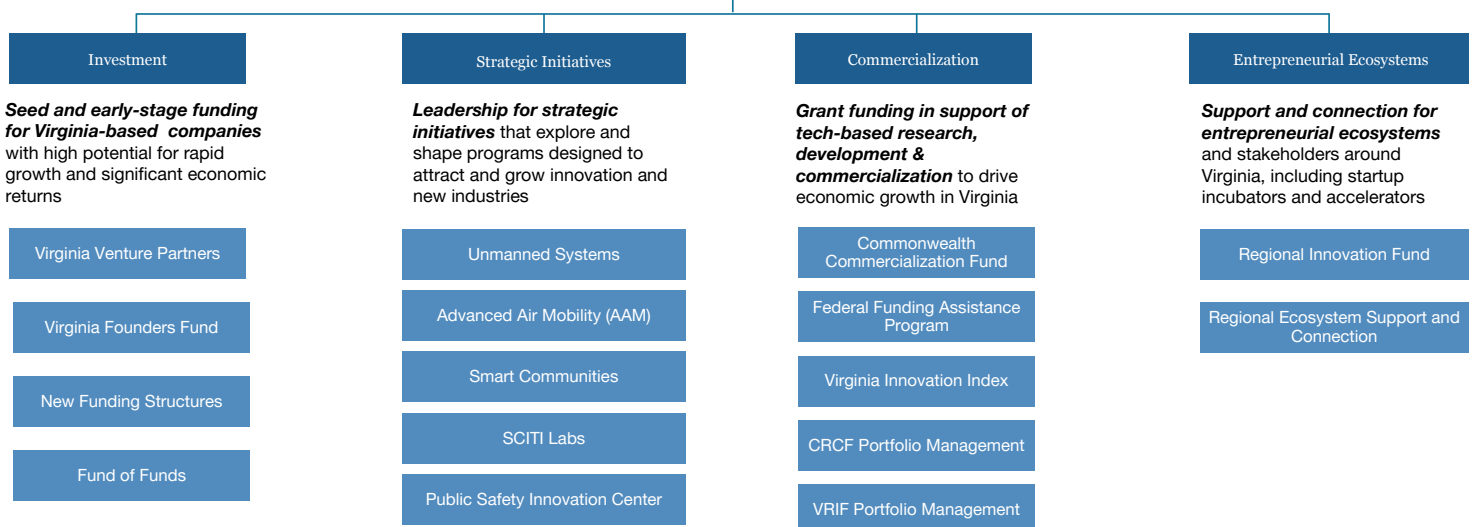 Investment
Seed and early-stage funding
for Virginia-based companies
with high potential for rapid
growth and significant economic
returns
Virginia Venture Partners
Virginia Founders Fund
New Funding Structures
Fund of Funds
Strategic Initiatives
Leadership for strategic
initiatives that explore and
shape programs designed to
attract and grow innovation and
new industries
Unmanned Systems
Advanced Air Mobility (AAM)
Smart Communities
SCITI Labs
Public Safety Innovation Center
Commercialization
Grant funding in support of
tech-based research,
development &
commercialization to drive
economic growth in Virginia
Commonwealth
Commercialization Fund
Federal Funding Assistance
Program
Virginia Innovation Index
CRCF Portfolio Management
VRIF Portfolio Management
Entrepreneurial Ecosystems
Support and connection for
entrepreneurial ecosystems
and stakeholders around
Virginia, including startup
incubators and accelerators
Regional Innovation Fund
Regional Ecosystem Support and
Connection